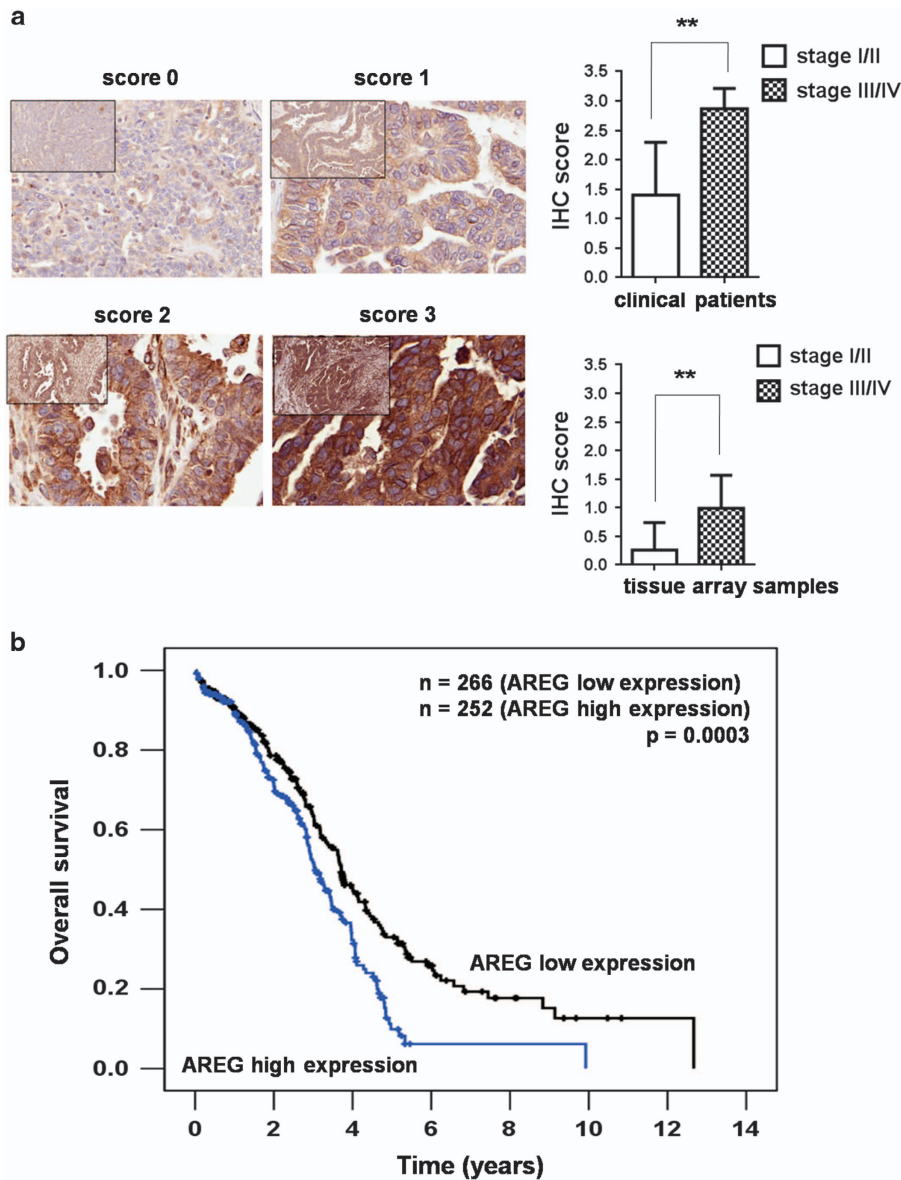 a
score 0
score 1
score 2
score 3
**
stage I/II
stage III/IV
IHC score
3.5
3.0
2.5
2.0
1.5
1.0
0.5
0.0
clinical patients
**
stage I/II
stage III/IV
IHC score
3.5
3.0
2.5
2.0
1.5
1.0
0.5
0.0
tissue array samples
b
n = 266 (AREG low expression)
n = 252 (AREG high expression)
p = 0.0003
Overall survival
1.0
0.8
0.6
0.4
0.2
0.0
AREG low expression
AREG high expression
0 2 4 6 8 10 12 14
Time (years)